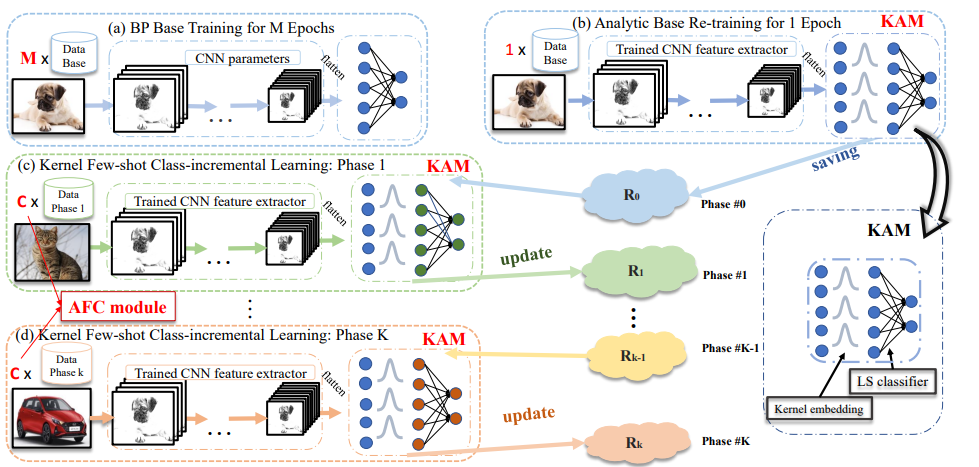 (a) BP Base Training for M Epochs
M x
Data
Base
CNN parameters
flatten
...
(b) Analytic Base Re-training for 1 Epoch
KAM
1 x
Data
Base
Trained CNN feature extractor
flatten
...
saving
(c) Kernel Few-shot Class-incremental Learning: Phase 1
KAM
C x
Data
Phase 1
Trained CNN feature extractor
flatten
...
R0
Phase #0
update
R1
Phase #1
AFC module
(d) Kernel Few-shot Class-incremental Learning: Phase K
KAM
C x
Data
Phase k
Trained CNN feature extractor
flatten
...
Rk-1
Phase #K-1
update
Rk
Phase #K
KAM
LS classifier
Kernel embedding